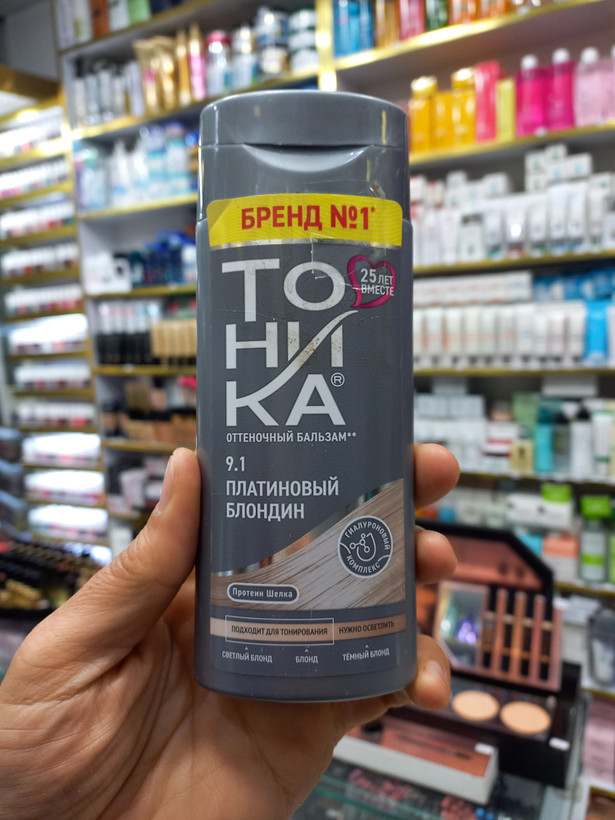 БРЕНД №1*
ТО
НИ
КА®
25 ЛЕТ
ВМЕСТЕ
ОТТЕНОЧНЫЙ БАЛЬЗАМ**
9.1
ПЛАТИНОВЫЙ
БЛОНДИН
ГИАЛУРОНОВЫЙ
КОМПЛЕКС
Протеин Шелка
ПОДХОДИТ ДЛЯ ТОНИРОВАНИЯ НУЖНО ОСВЕТЛИТЬ
СВЕТЛЫЙ БЛОНД БЛОНД ТЁМНЫЙ БЛОНД